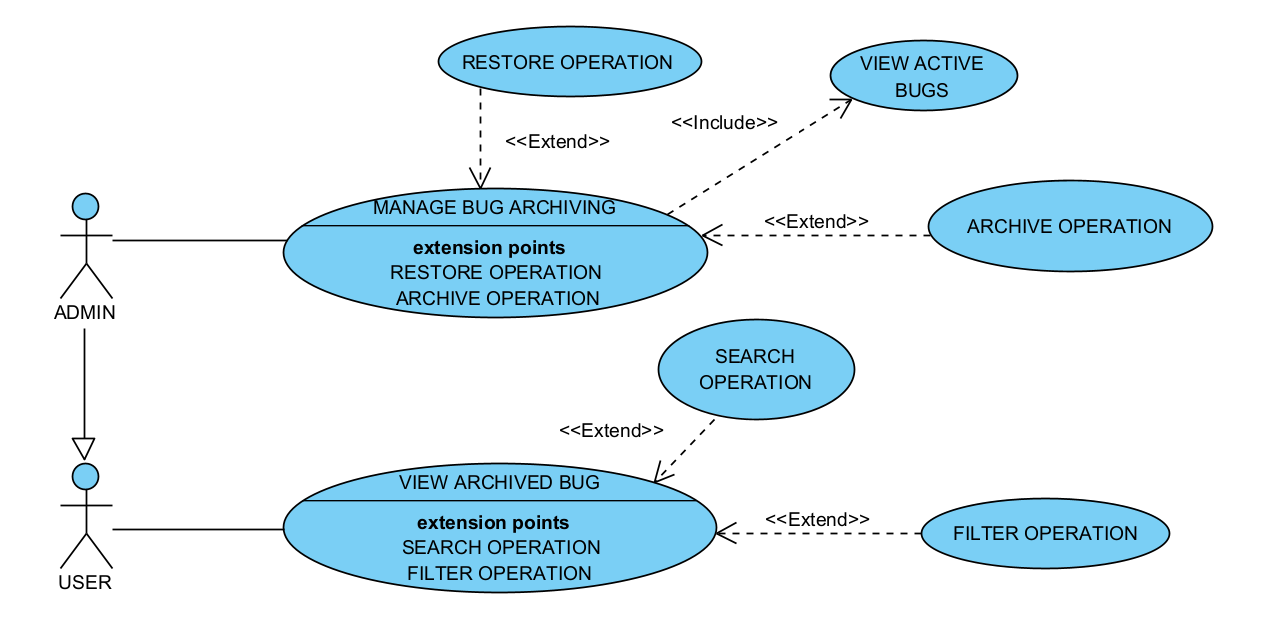 RESTORE OPERATION
VIEW ACTIVE
BUGS
<<Include>>
<<Extend>>
MANAGE BUG ARCHIVING
extension points
RESTORE OPERATION
ARCHIVE OPERATION
<<Extend>>
ARCHIVE OPERATION
ADMIN
SEARCH
OPERATION
<<Extend>>
VIEW ARCHIVED BUG
extension points
SEARCH OPERATION
FILTER OPERATION
<<Extend>>
FILTER OPERATION
USER